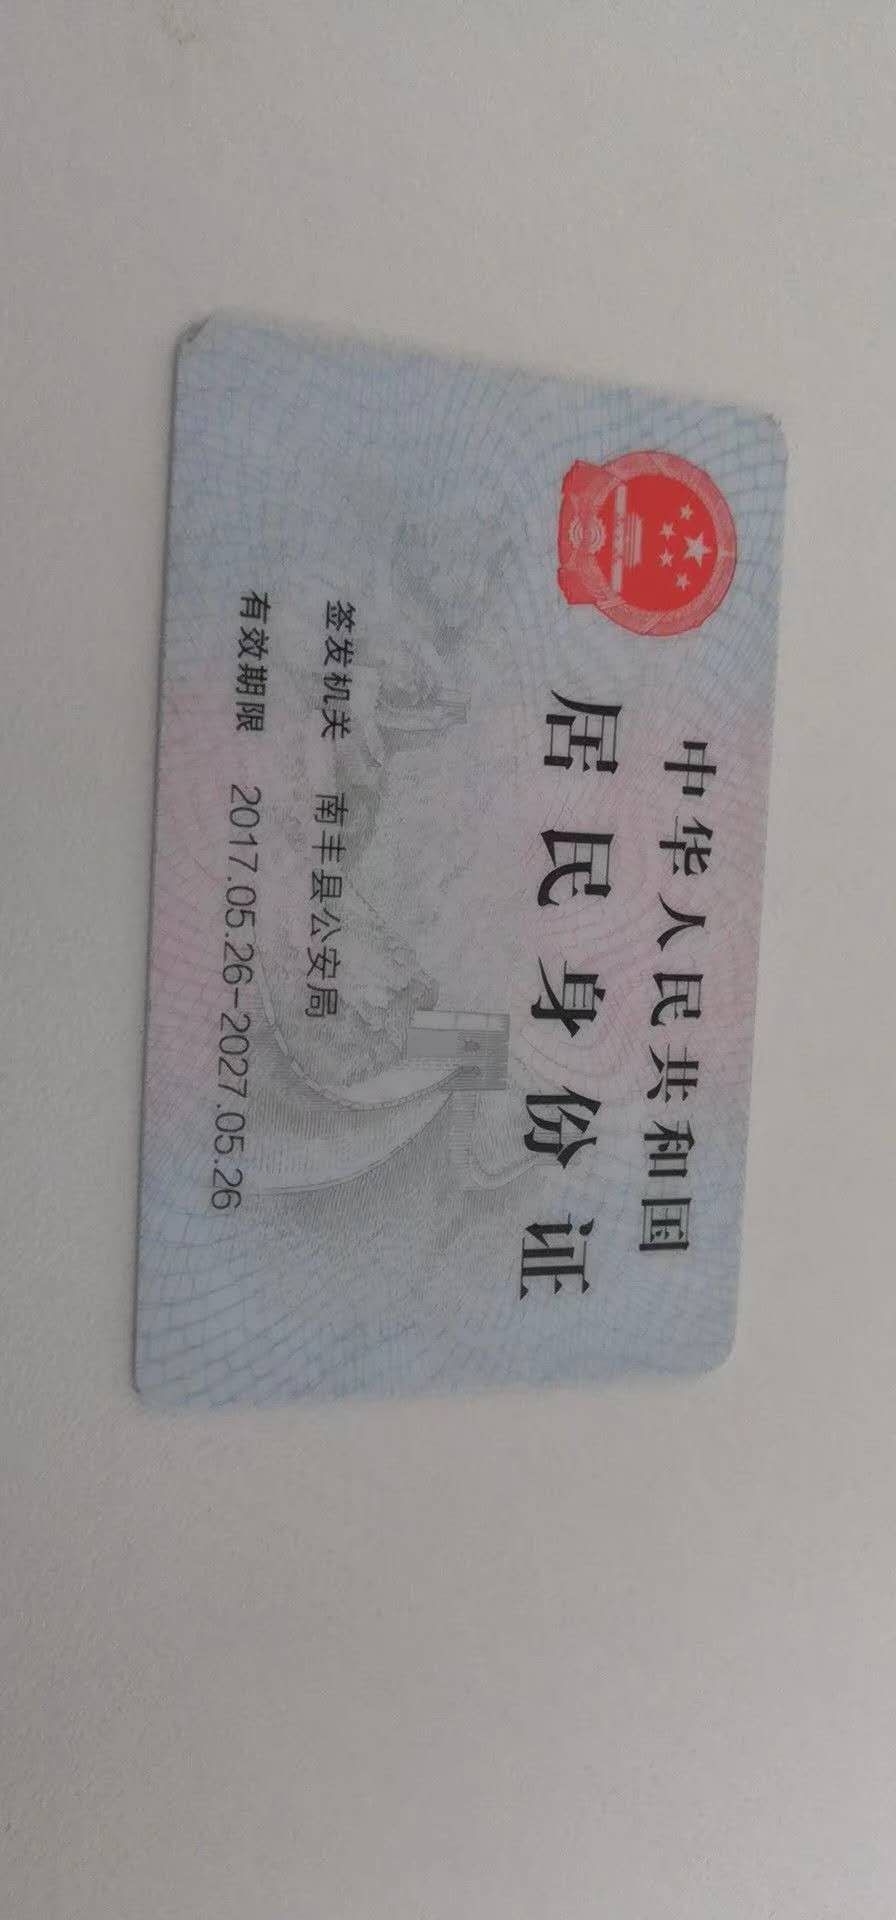 中华人民共和国
居民身份证
签发机关 南丰县公安局
有效期限 2017.05.26-2027.05.26